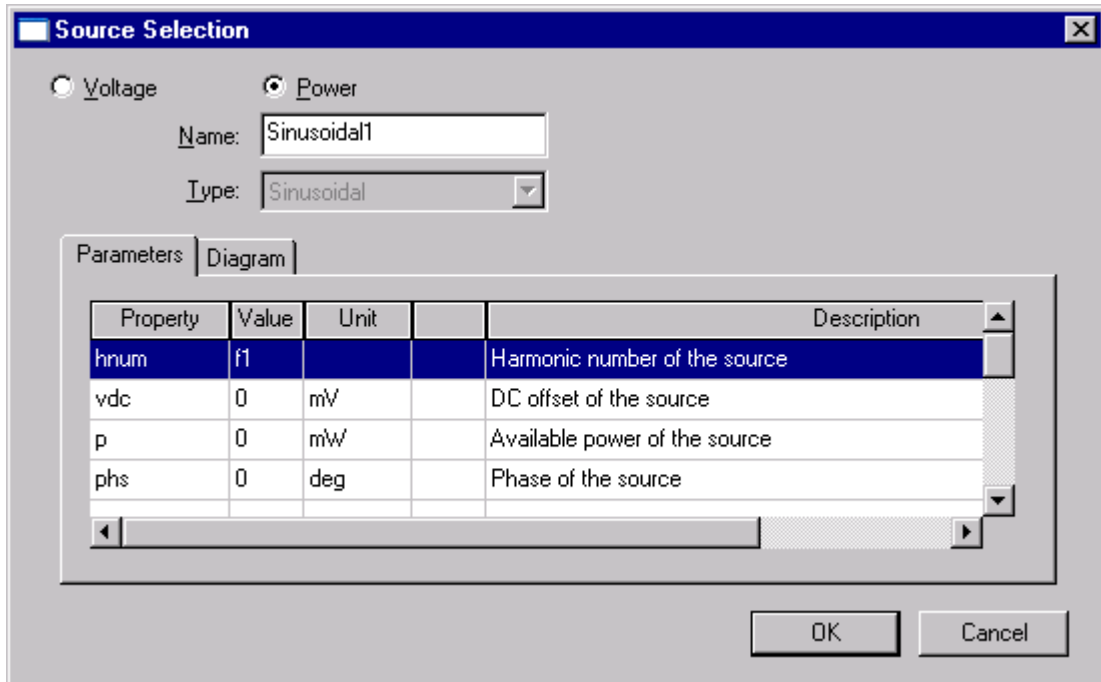 Source Selection
Voltage Power
Name: Sinusoidal1
Type: Sinusoidal
Parameters Diagram
Property Value Unit Description
hnum f1 Harmonic number of the source
vdc 0 mV DC offset of the source
p 0 mW Available power of the source
phs 0 deg Phase of the source
OK Cancel